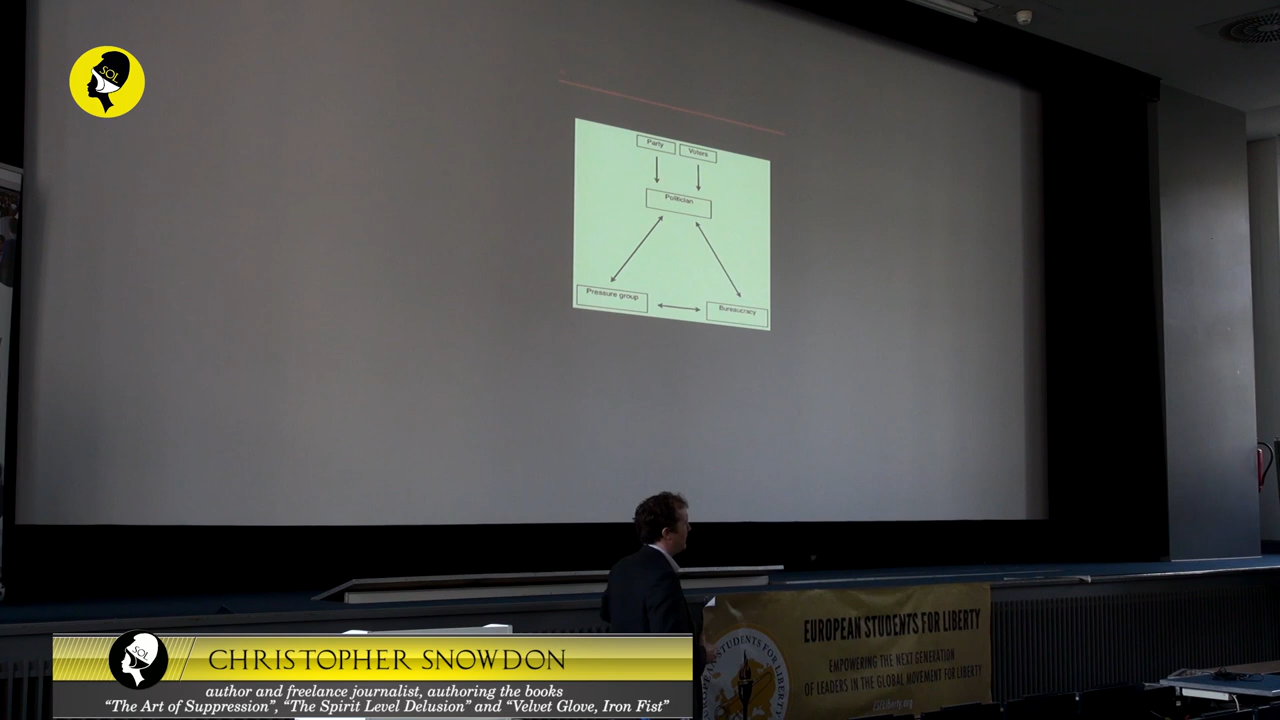 SOL
Party
Voters
Politician
Pressure group
Bureaucracy
EUROPEAN STUDENTS FOR LIBERTY
EMPOWERING THE NEXT GENERATION
OF LEADERS IN THE GLOBAL MOVEMENT FOR LIBERTY
STUDENTS FOR
SOL
CHRISTOPHER SNOWDON
author and freelance journalist, authoring the books
“The Art of Suppression”, “The Spirit Level Delusion” and “Velvet Glove, Iron Fist”